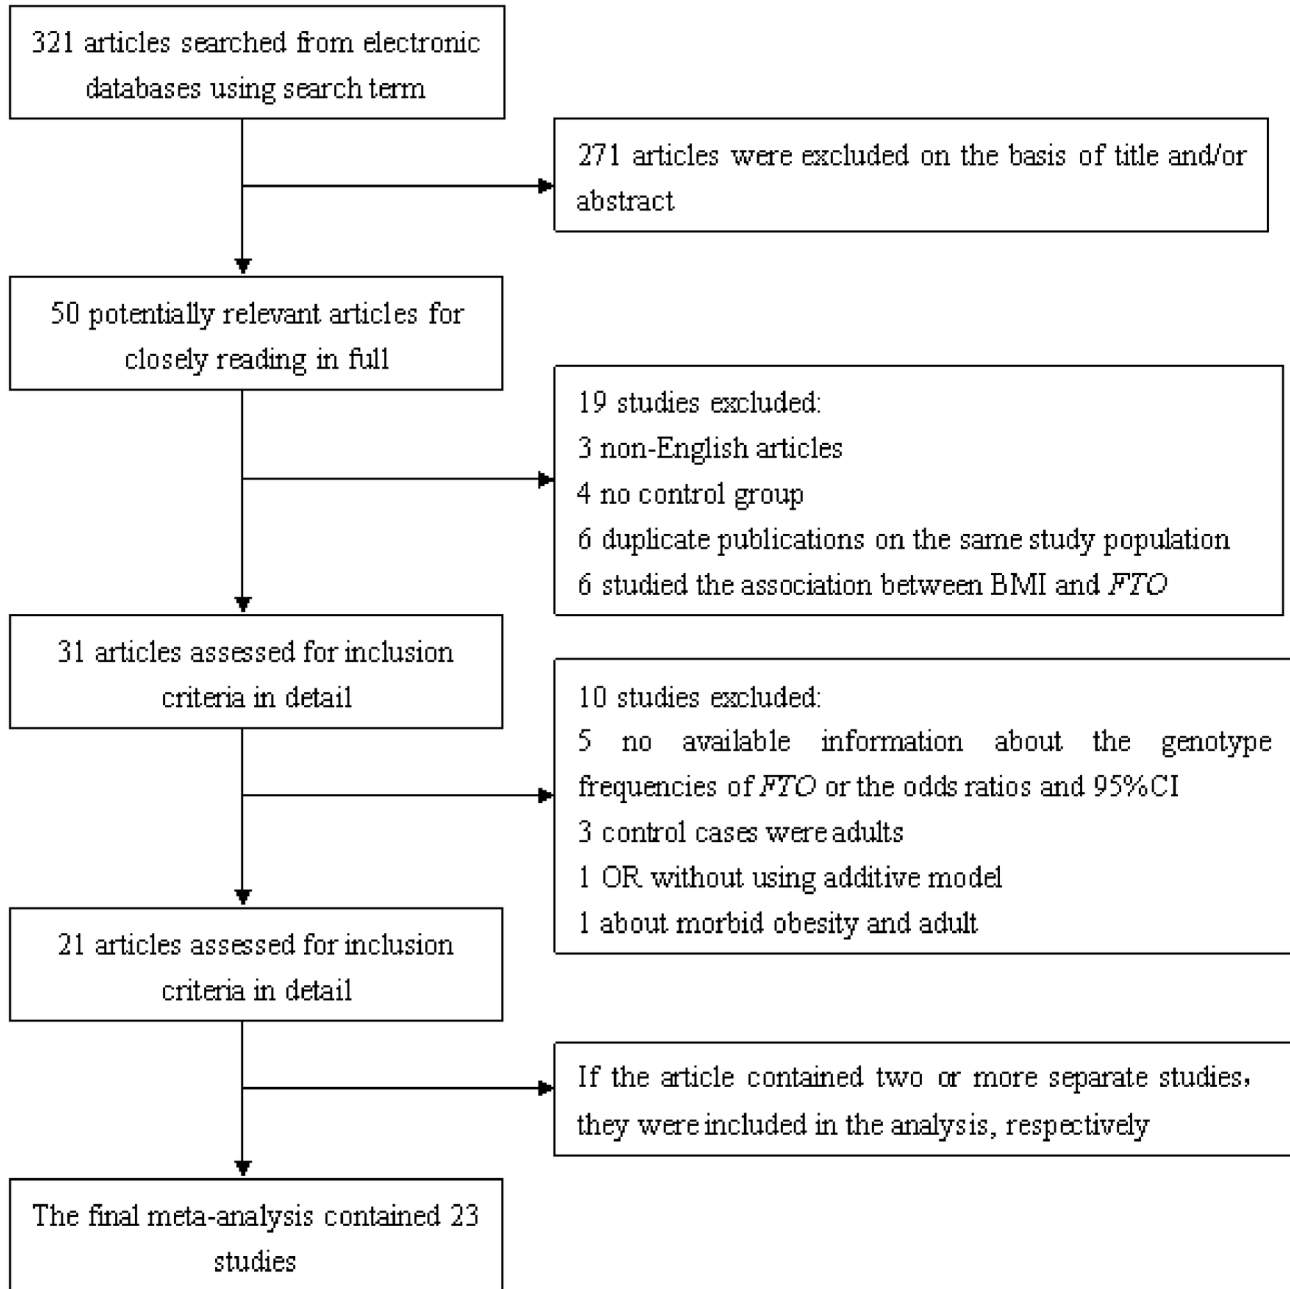 321 articles searched from electronic
databases using search term
271 articles were excluded on the basis of title and/or
abstract
50 potentially relevant articles for
closely reading in full
19 studies excluded:
3 non-English articles
4 no control group
6 duplicate publications on the same study population
6 studied the association between BMI and FTO
31 articles assessed for inclusion
criteria in detail
10 studies excluded:
5 no available information about the genotype
frequencies of FTO or the odds ratios and 95%CI
3 control cases were adults
1 OR without using additive model
1 about morbid obesity and adult
21 articles assessed for inclusion
criteria in detail
If the article contained two or more separate studies,
they were included in the analysis, respectively
The final meta-analysis contained 23
studies